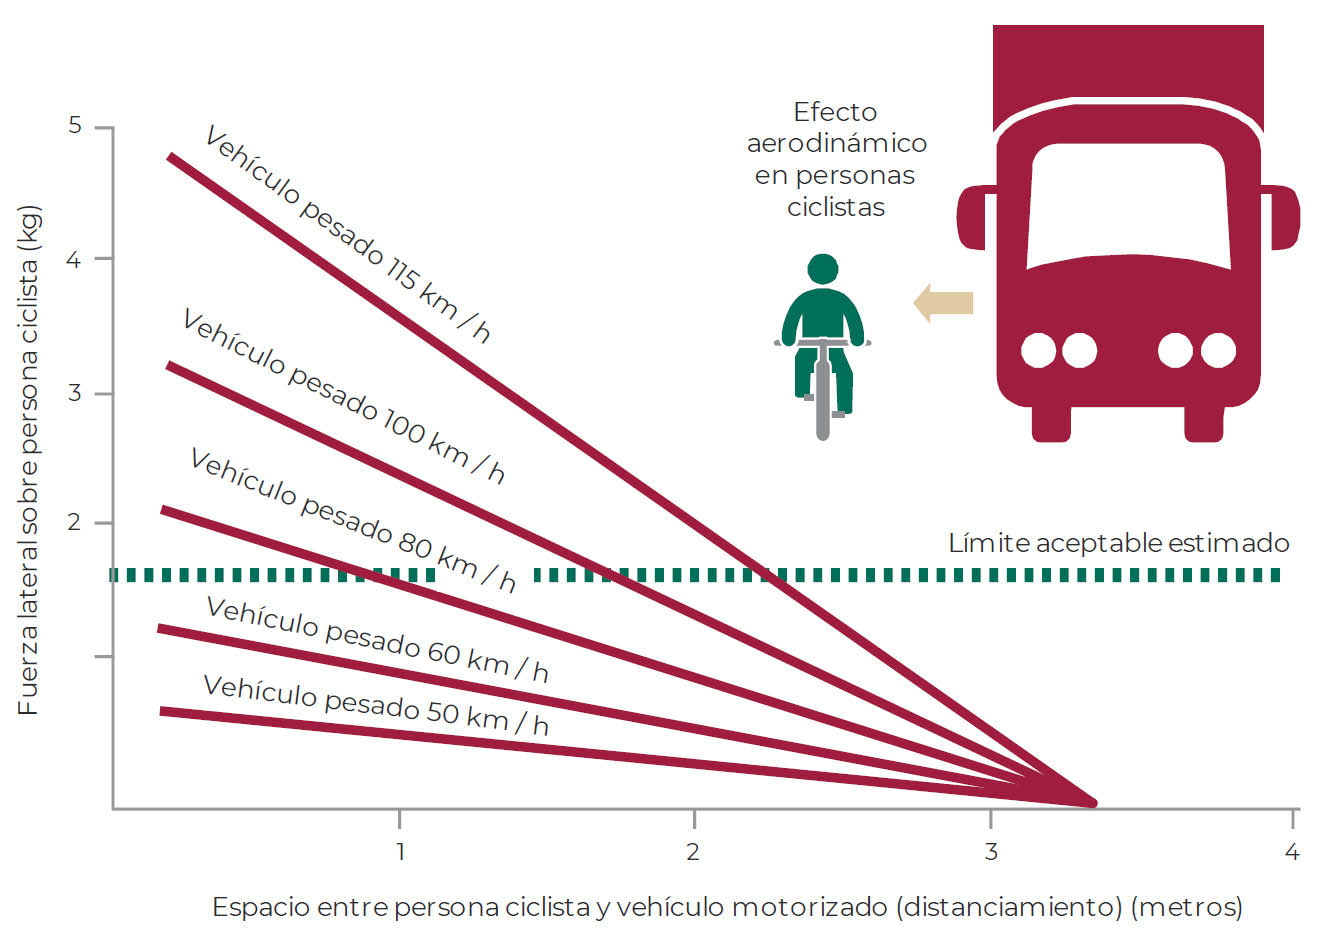 Efecto
aerodinámico
en personas
ciclistas
5
4
3
2
Fuerza lateral sobre persona ciclista (kg)
Vehículo pesado 115 km / h
Vehículo pesado 100 km / h
Vehículo pesado 80 km / h
Vehículo pesado 60 km / h
Vehículo pesado 50 km / h
Límite aceptable estimado
1 2 3 4
Espacio entre persona ciclista y vehículo motorizado (distanciamiento) (metros)